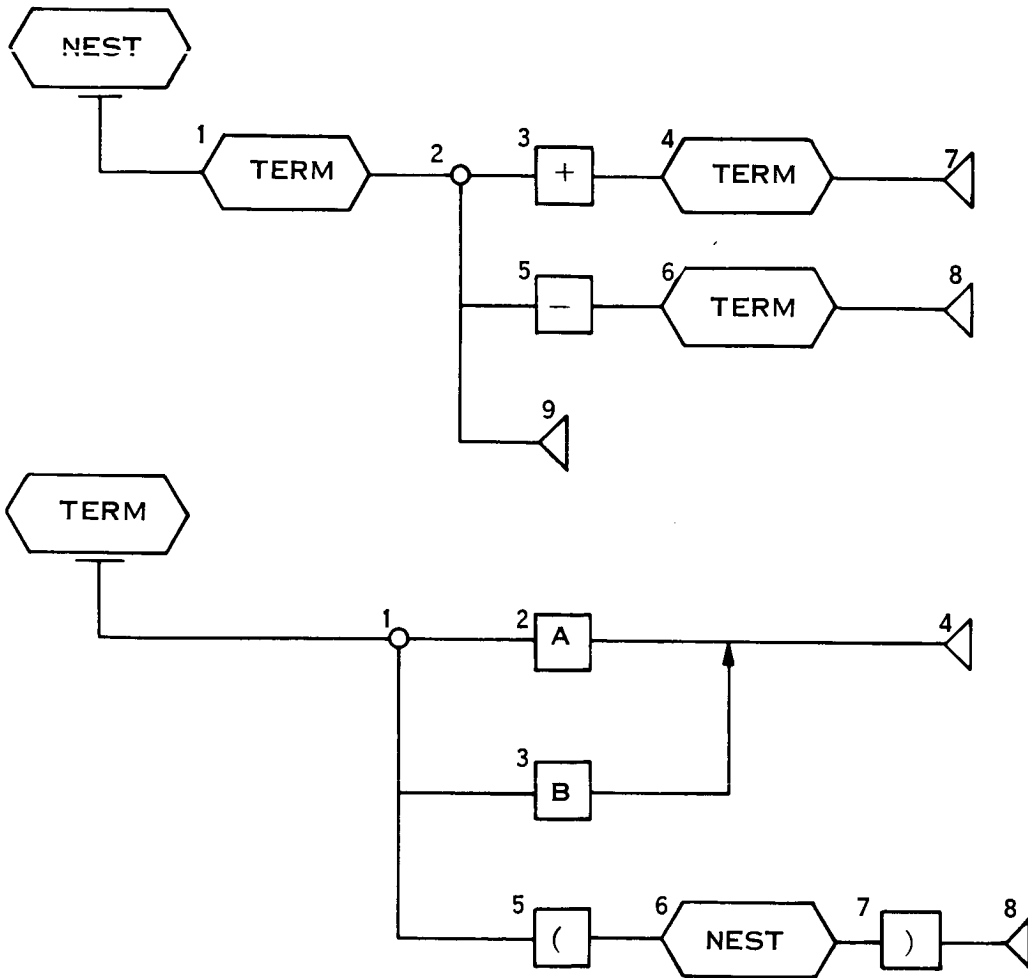 NEST
1 TERM 2 3 + 4 TERM 7
5 - 6 TERM 8
9
TERM
1 2 A 4
3 B
5 ( 6 NEST 7 ) 8